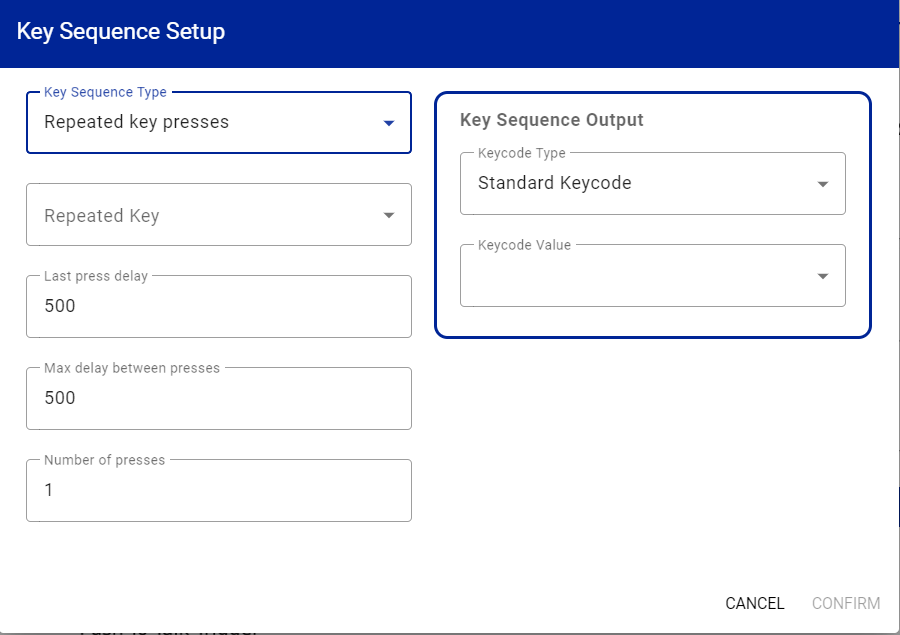 Key Sequence Setup
Key Sequence Type
Repeated key presses
Repeated Key
Last press delay
500
Max delay between presses
500
Number of presses
1
Key Sequence Output
Keycode Type
Standard Keycode
Keycode Value
CANCEL CONFIRM